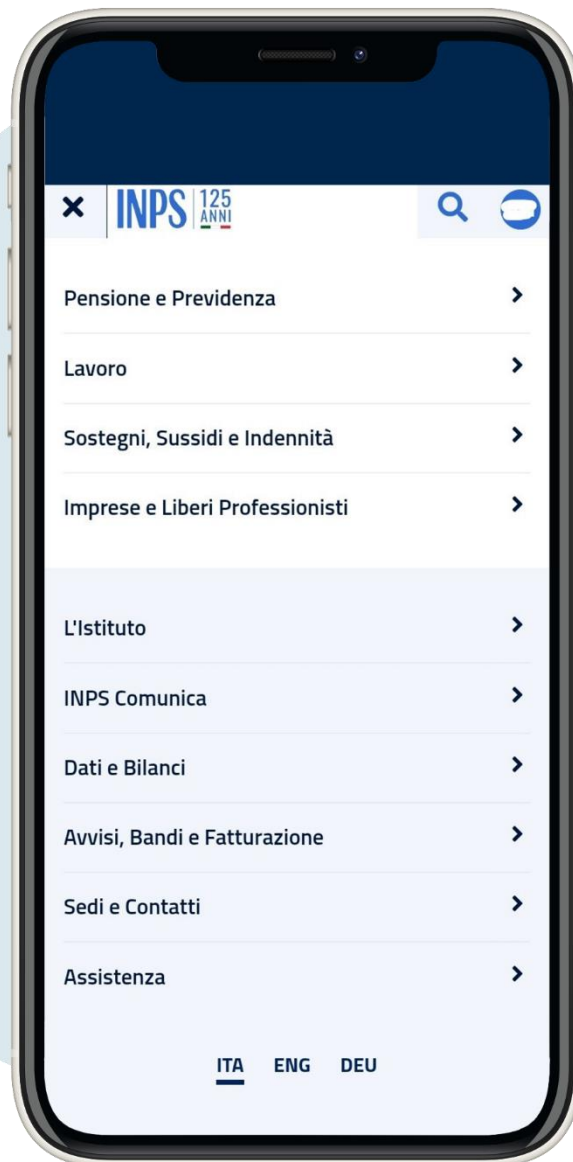 INPS 125 ANNI
Pensione e Previdenza
Lavoro
Sostegni, Sussidi e Indennità
Imprese e Liberi Professionisti
L'Istituto
INPS Comunica
Dati e Bilanci
Avvisi, Bandi e Fatturazione
Sedi e Contatti
Assistenza
ITA ENG DEU